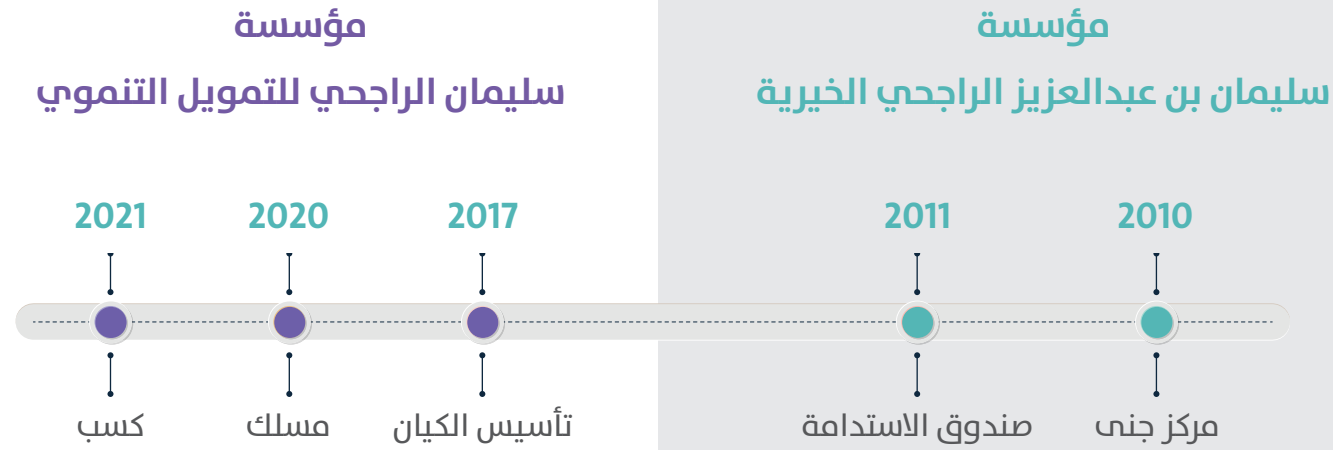 مؤسسة
سليمان بن عبدالعزيز الراجحي الخيرية
مؤسسة
سليمان الراجحي للتمويل التنموي
2010
2011
2017
2020
2021
مركز جنى
صندوق الاستدامة
تأسيس الكيان
مسلك
كسب